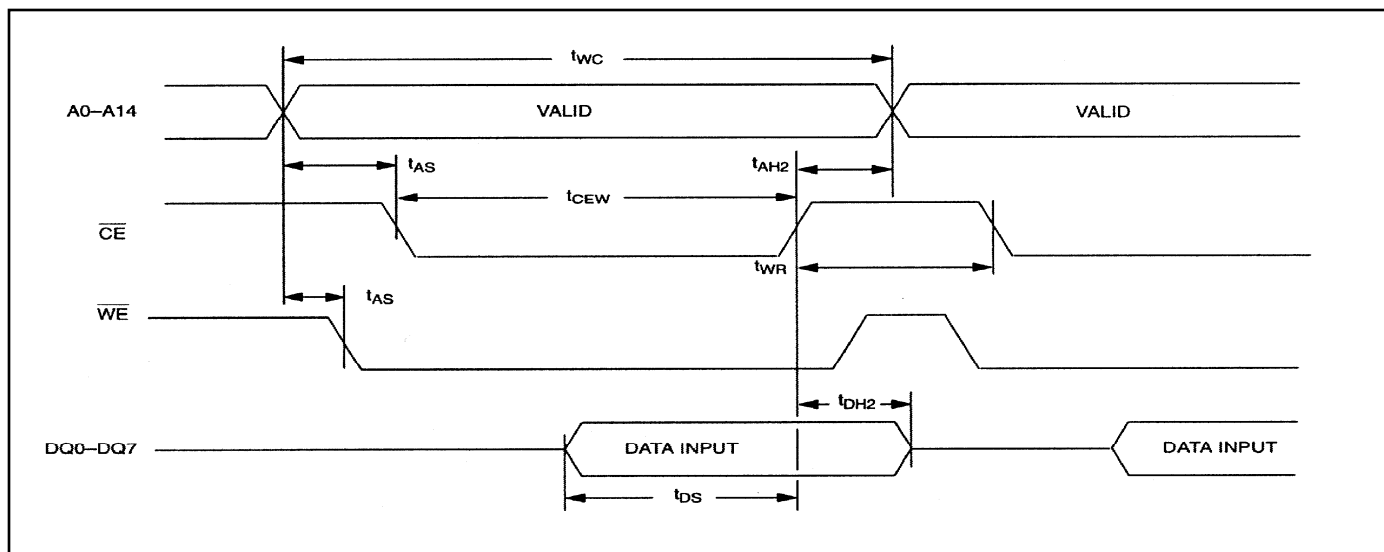 tWC
A0–A14
VALID
VALID
tAS
tAH2
tCEW
CE
tWR
tAS
WE
tDH2
DQ0–DQ7
DATA INPUT
DATA INPUT
tDS